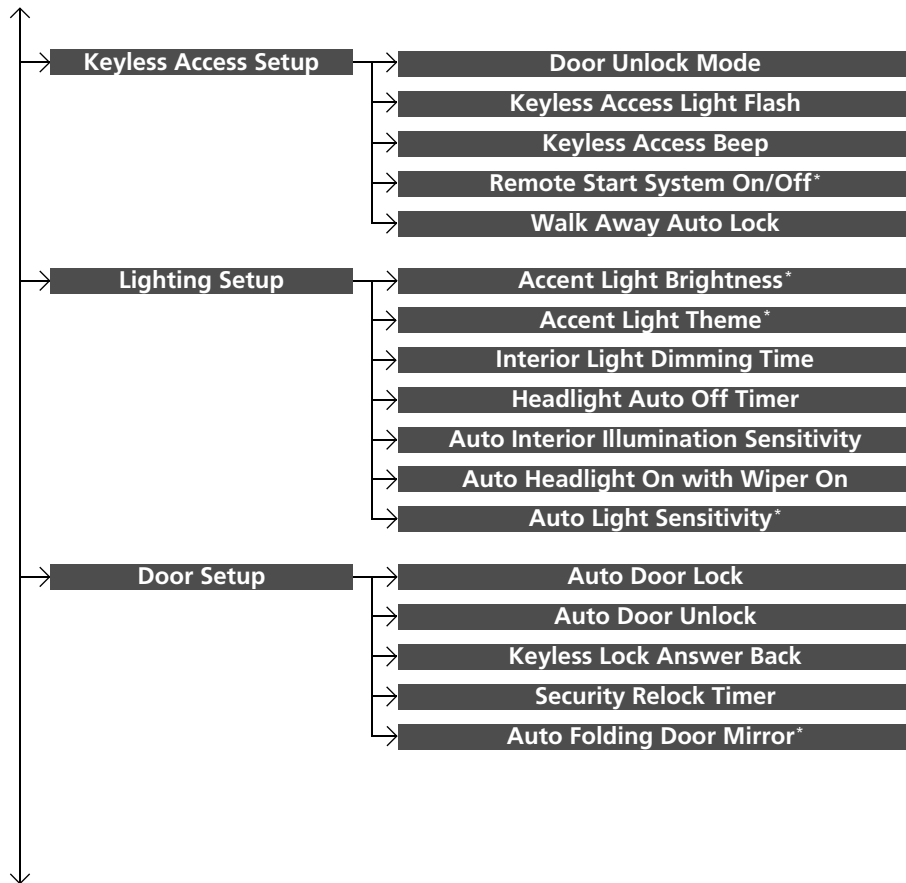 Keyless Access Setup
Door Unlock Mode
Keyless Access Light Flash
Keyless Access Beep
Remote Start System On/Off*
Walk Away Auto Lock
Lighting Setup
Accent Light Brightness*
Accent Light Theme*
Interior Light Dimming Time
Headlight Auto Off Timer
Auto Interior Illumination Sensitivity
Auto Headlight On with Wiper On
Auto Light Sensitivity*
Door Setup
Auto Door Lock
Auto Door Unlock
Keyless Lock Answer Back
Security Relock Timer
Auto Folding Door Mirror*